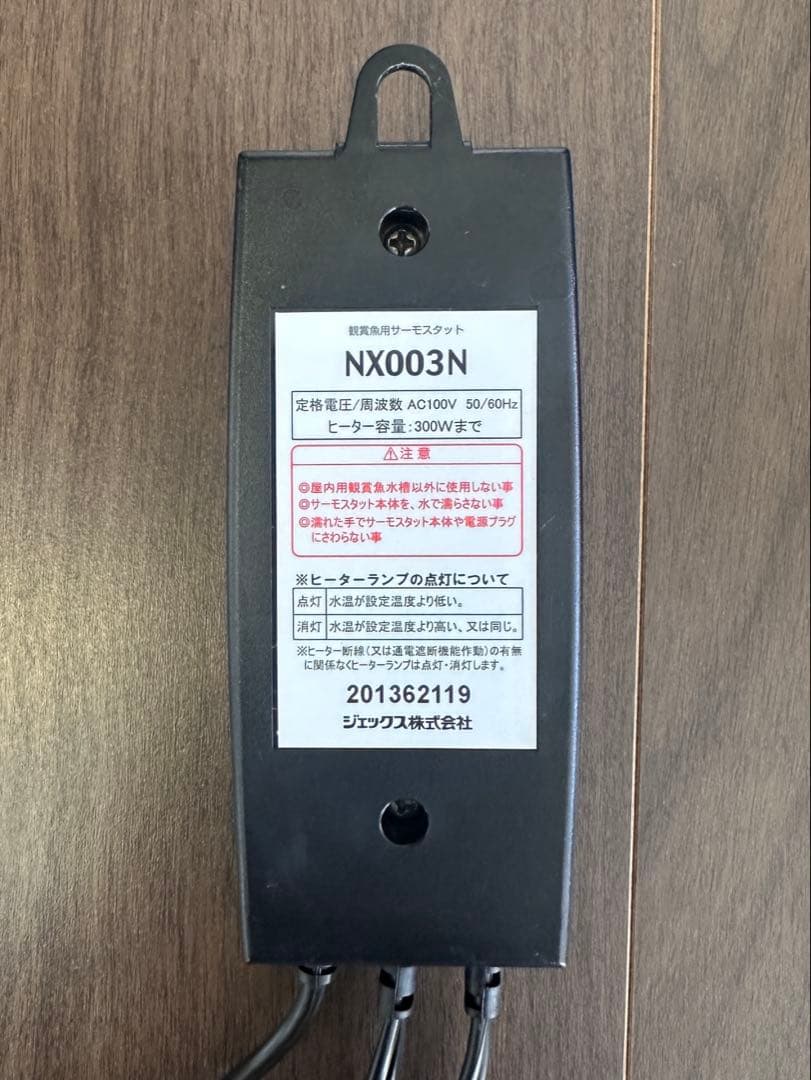 観賞魚用サーモスタット
NX003N
定格電圧/周波数 AC100V 50/60Hz
ヒーター容量:300Wまで
⚠注意
◎屋内用観賞魚水槽以外に使用しない事
◎サーモスタット本体を、水で濡らさない事
◎濡れた手でサーモスタット本体や電源プラグ
にさわらない事
※ヒーターランプの点灯について
点灯 水温が設定温度より低い。
消灯 水温が設定温度より高い、又は同じ。
※ヒーター断線(又は通電遮断機能作動)の有無
に関係なくヒーターランプは点灯・消灯します。
201362119
ジェックス株式会社